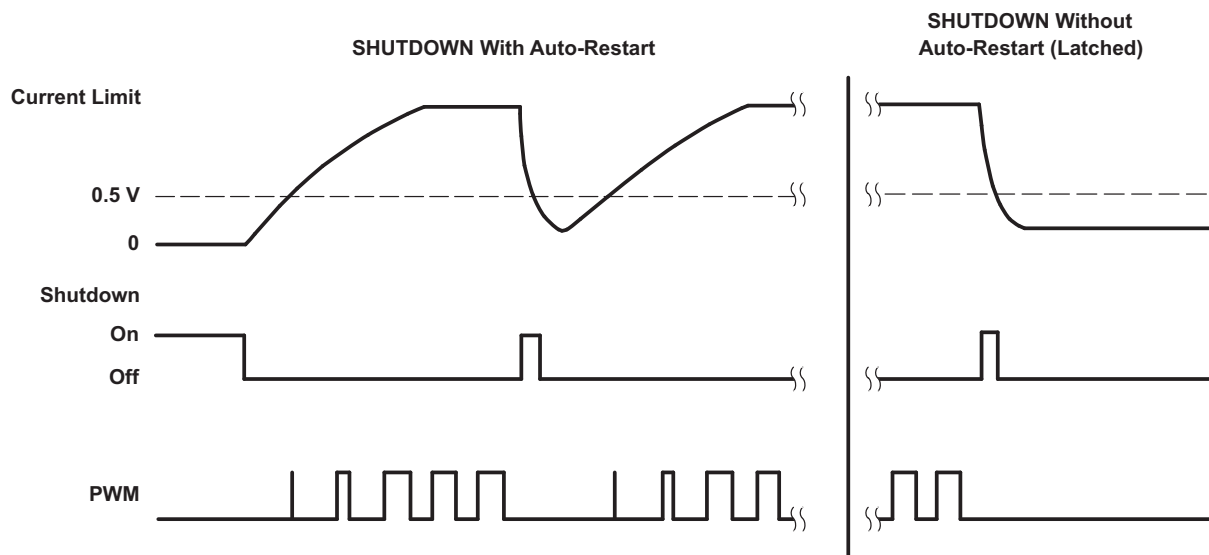 SHUTDOWN With Auto-Restart
SHUTDOWN Without
Auto-Restart (Latched)
Current Limit
0.5 V
0
Shutdown
On
Off
PWM